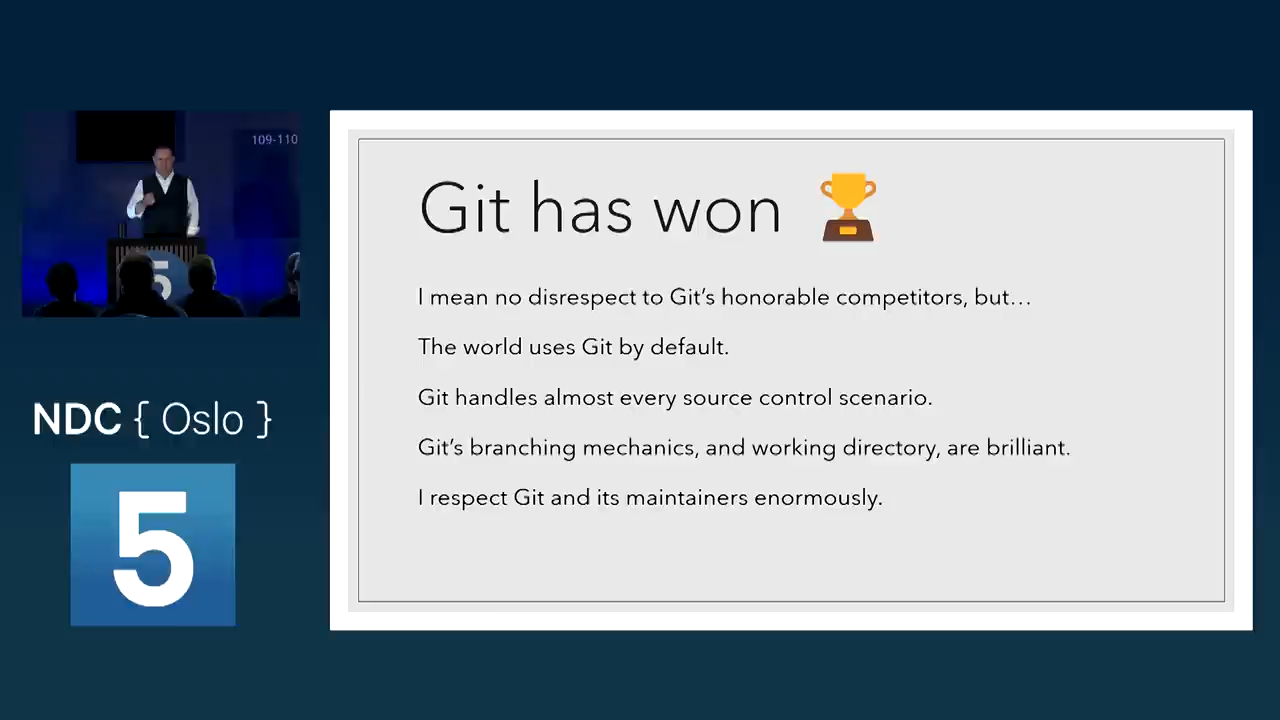 109-110
5
NDC { Oslo }
5
Git has won
I mean no disrespect to Git’s honorable competitors, but…
The world uses Git by default.
Git handles almost every source control scenario.
Git’s branching mechanics, and working directory, are brilliant.
I respect Git and its maintainers enormously.